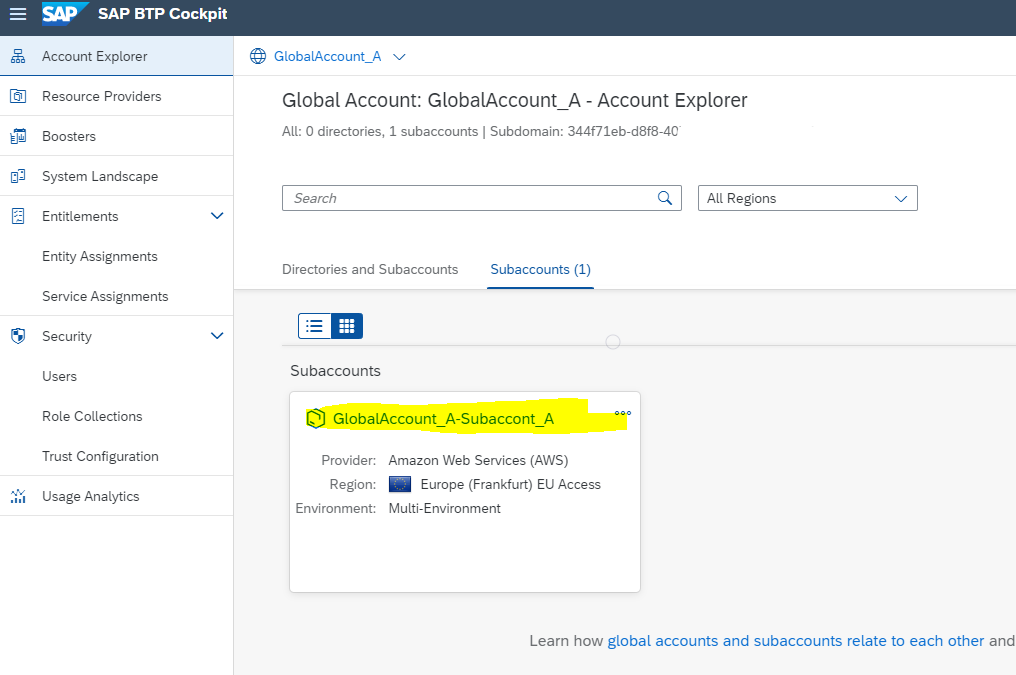 SAP SAP BTP Cockpit
Account Explorer
Resource Providers
Boosters
System Landscape
Entitlements
Entity Assignments
Service Assignments
Security
Users
Role Collections
Trust Configuration
Usage Analytics
GlobalAccount_A
Global Account: GlobalAccount_A - Account Explorer
All: 0 directories, 1 subaccounts | Subdomain: 344f71eb-d8f8-40
Search
All Regions
Directories and Subaccounts
Subaccounts (1)
Subaccounts
GlobalAccount_A-Subaccont_A
Provider: Amazon Web Services (AWS)
Region: Europe (Frankfurt) EU Access
Environment: Multi-Environment
Learn how global accounts and subaccounts relate to each other and